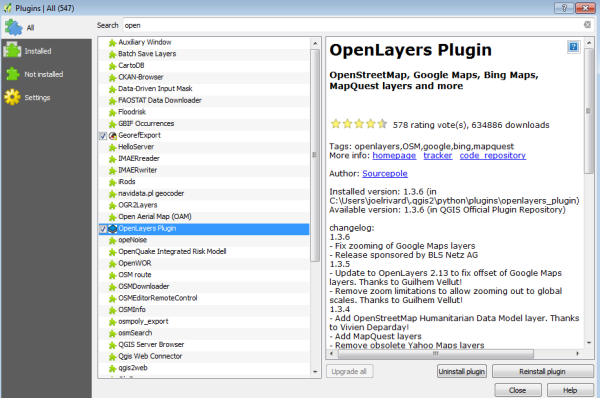 Plugins | All (547)
All
Installed
Not installed
Settings
Search open
Auxiliary Window
Batch Save Layers
CartoDB
CKAN-Browser
Data-Driven Input Mask
FAOSTAT Data Downloader
Floodrisk
GBIF Occurrences
GeorefExport
HelloServer
IMAERreader
IMAERwriter
iRods
navidata.pl geocoder
OGR2Layers
Open Aerial Map (OAM)
OpenLayers Plugin
opeNoise
OpenQuake Integrated Risk Modell
OpenWOR
OSM route
OSMDownloader
OSMEditorRemoteControl
OSMInfo
osmpoly_export
osmSearch
QGIS Server Browser
Qgis Web Connector
qgis2web
OpenLayers Plugin
OpenStreetMap, Google Maps, Bing Maps,
MapQuest layers and more
578 rating vote(s), 634886 downloads
Tags: openlayers,OSM,google,bing,mapquest
More info: homepage tracker code_repository
Author: Sourcepole
Installed version: 1.3.6 (in
C:\Users\joelrivard\.qgis2\python\plugins\openlayers_plugin)
Available version: 1.3.6 (in QGIS Official Plugin Repository)
changelog:
1.3.6
- Fix zooming of Google Maps layers
- Release sponsored by BLS Netz AG
1.3.5
- Update to OpenLayers 2.13 to fix offset of Google Maps
layers. Thanks to Guilhem Vellut!
- Remove zoom limitations to allow zooming out to global
scales. Thanks to Guilhem Vellut!
1.3.4
- Add OpenStreetMap Humanitarian Data Model layer. Thanks
to Vivien Deparday!
- Add MapQuest layers
- Remove obsolete Yahoo Maps layers
Upgrade all
Uninstall plugin
Reinstall plugin
Close
Help